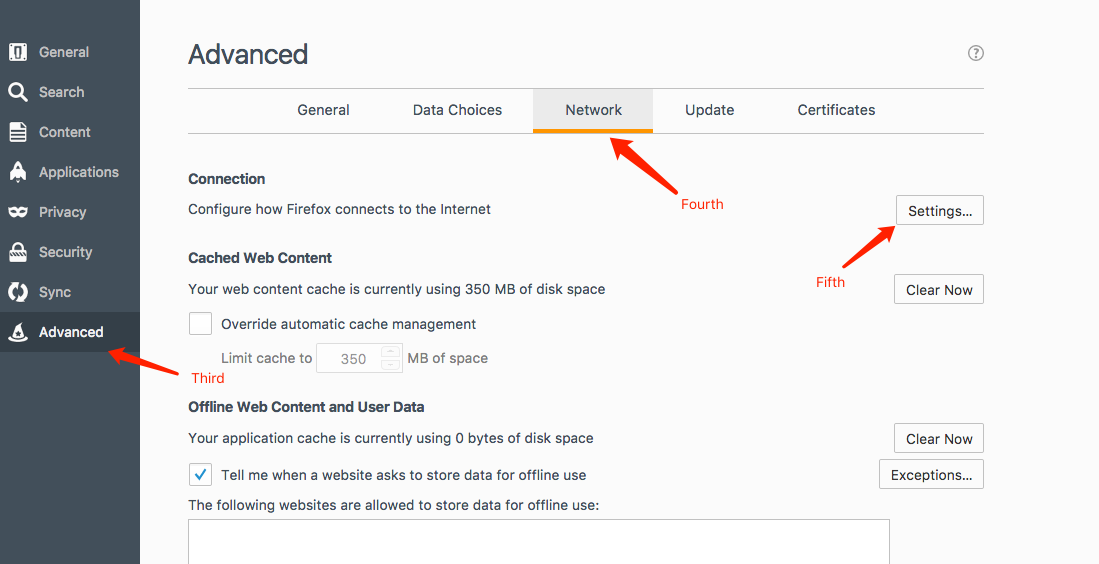 General
Search
Content
Applications
Privacy
Security
Sync
Advanced
Third
Advanced
?
General Data Choices Network Update Certificates
Fourth
Connection
Configure how Firefox connects to the Internet Settings...
Fifth
Cached Web Content
Your web content cache is currently using 350 MB of disk space Clear Now
Override automatic cache management
Limit cache to 350 MB of space
Offline Web Content and User Data
Your application cache is currently using 0 bytes of disk space Clear Now
Tell me when a website asks to store data for offline use Exceptions...
The following websites are allowed to store data for offline use: